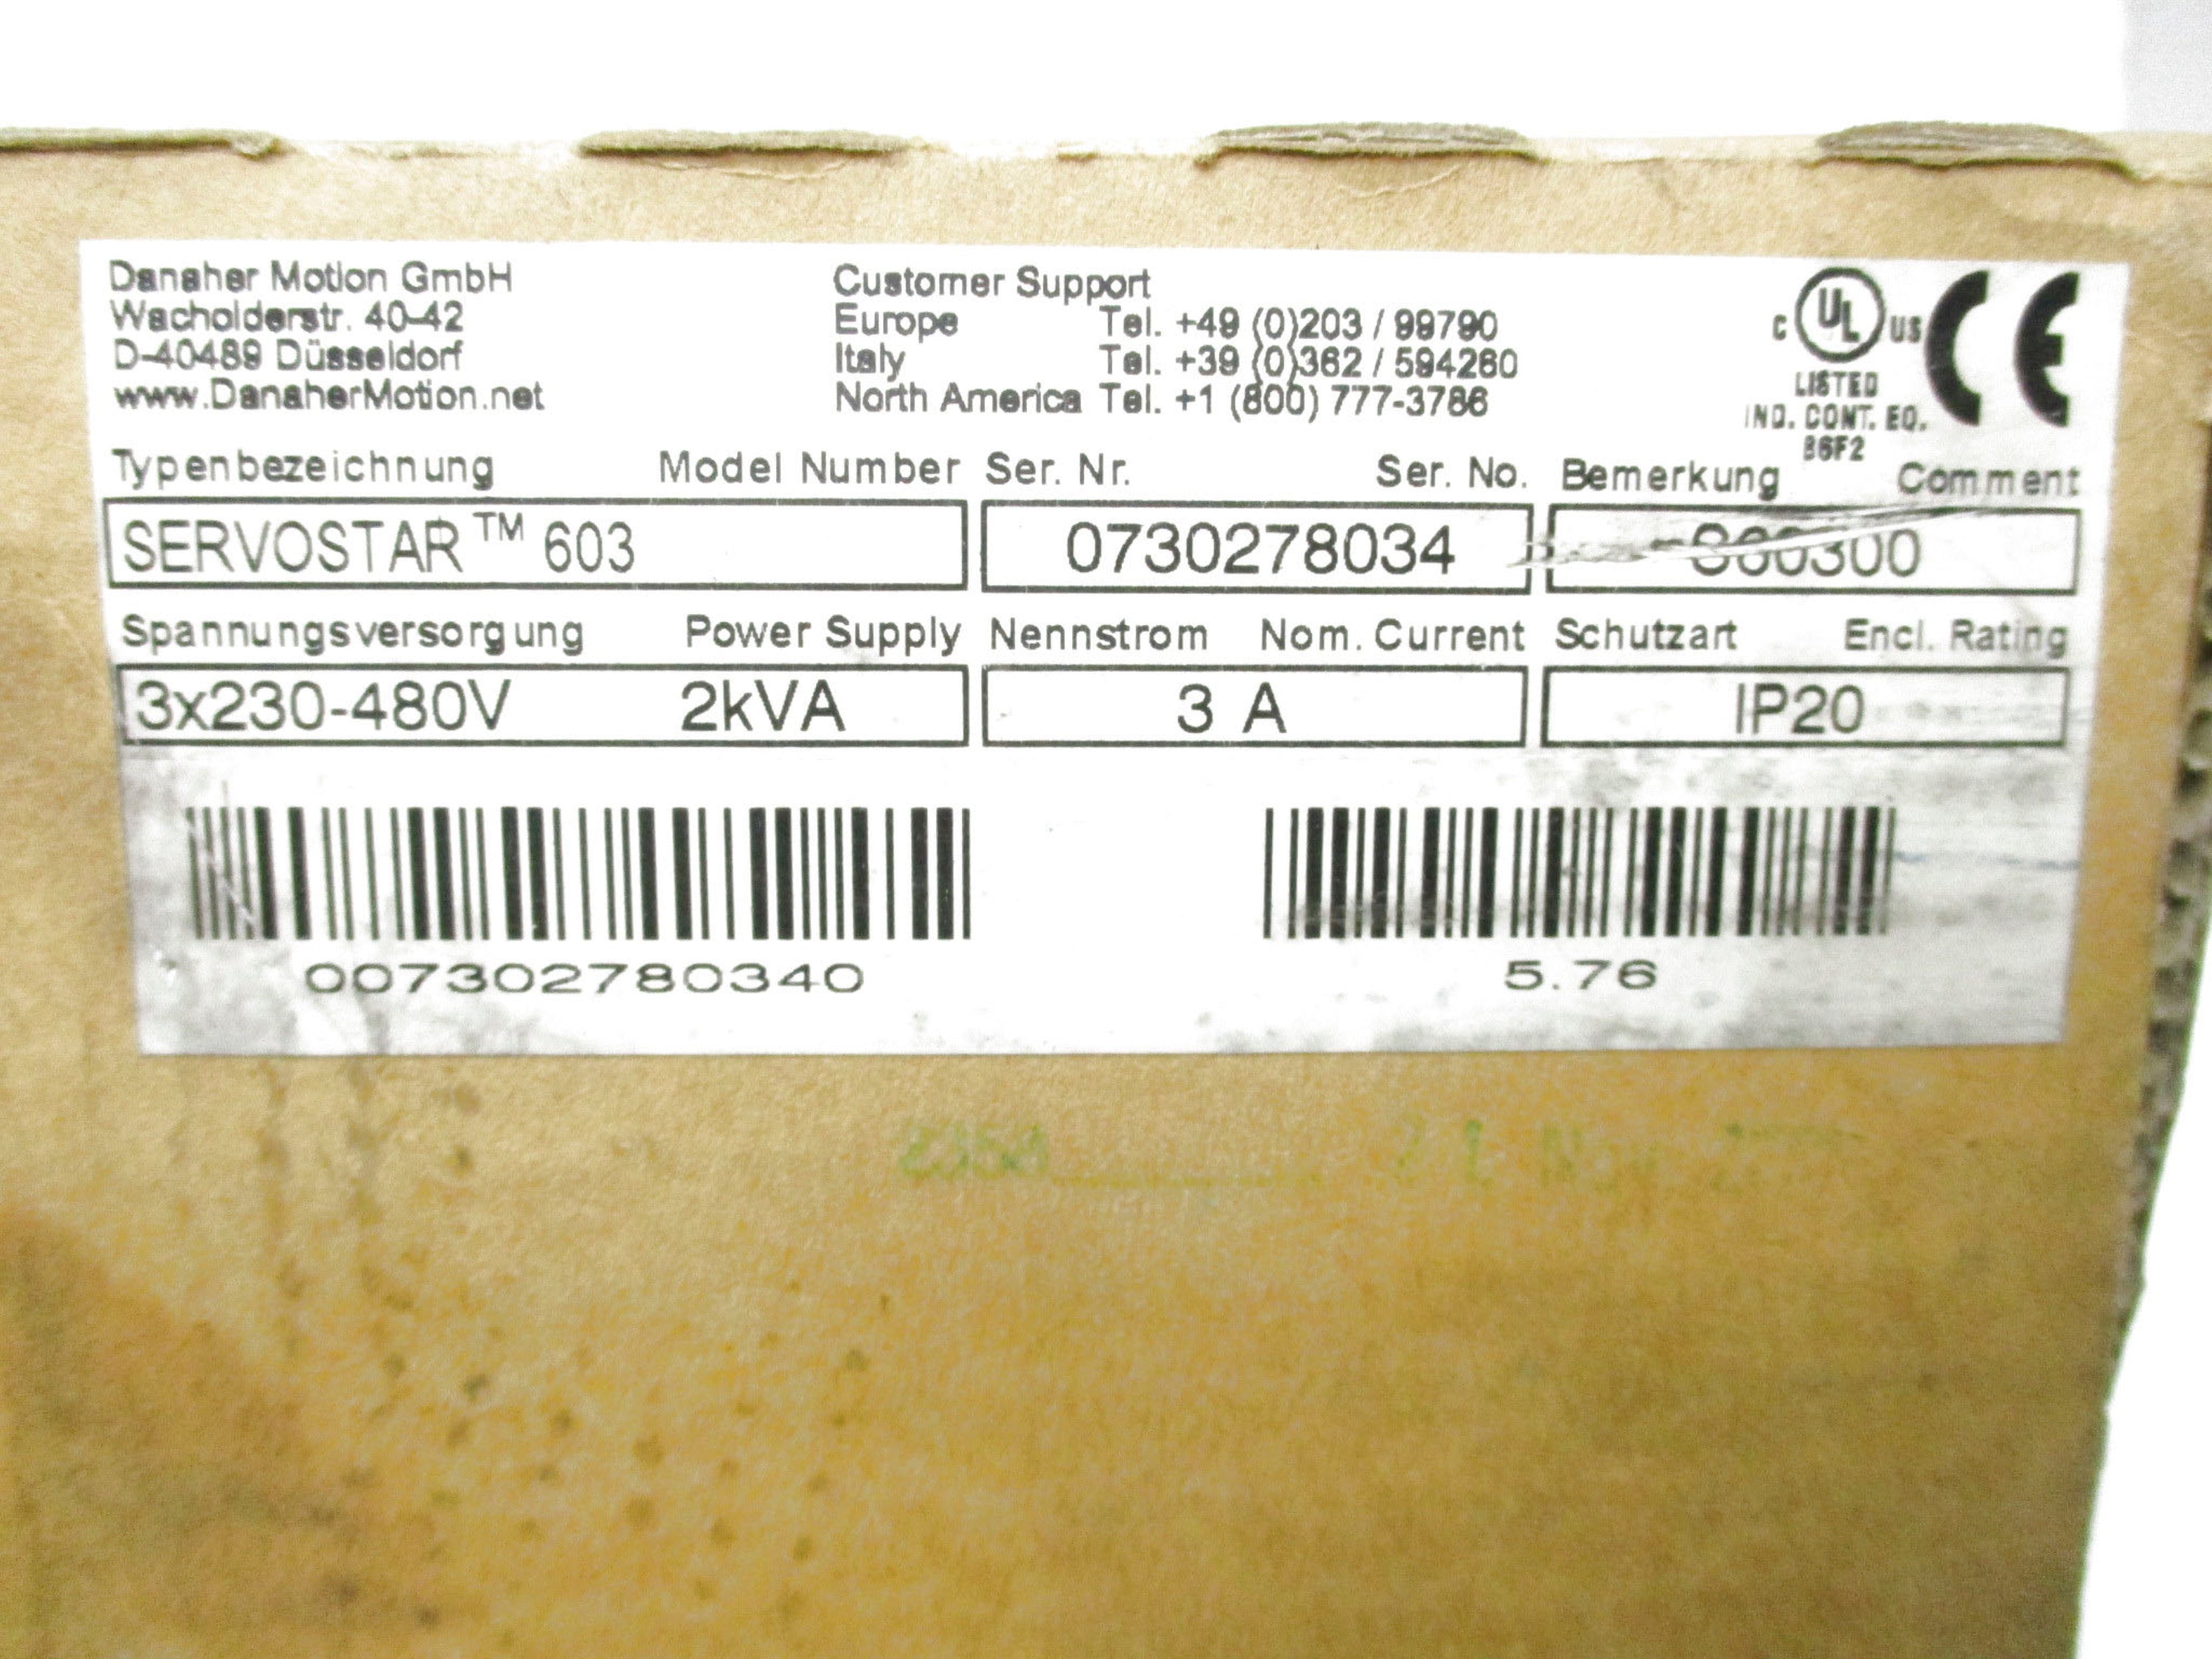 Danaher Motion GmbH
Wacholderstr. 40-42
D-40489 Düsseldorf
www.DanaherMotion.net
Customer Support
Europe Tel. +49 (0)203 / 99790
Italy Tel. +39 (0)362 / 594260
North America Tel. +1 (800) 777-3786
C UL US CE
LISTED
IND. CONT. EQ.
86F2
Typenbezeichnung Model Number Ser. Nr. Ser. No. Bemerkung Comment
SERVOSTAR™ 603 0730278034
Spannungsversorgung Power Supply Nennstrom Nom. Current Schutzart Encl. Rating
3x230-480V 2kVA 3 A IP20
007302780340 5.76